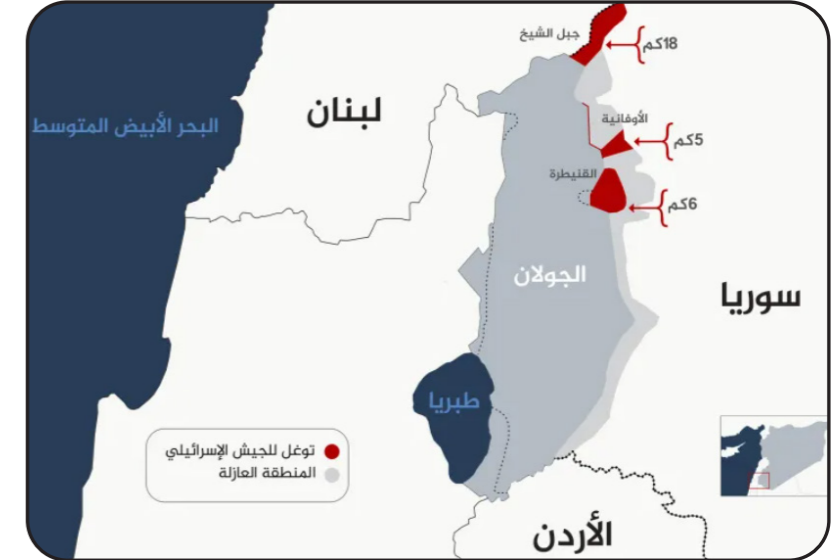 جبل الشيخ
18كم
لبنان
البحر الأبيض المتوسط
الأوفانية
5كم
القنيطرة
6كم
الجولان
سوريا
طبريا
توغل للجيش الإسرائيلي
المنطقة العازلة
الأردن